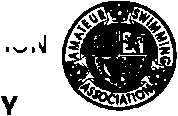 AMATEUR SWIMMING ASSOCIATION
Y